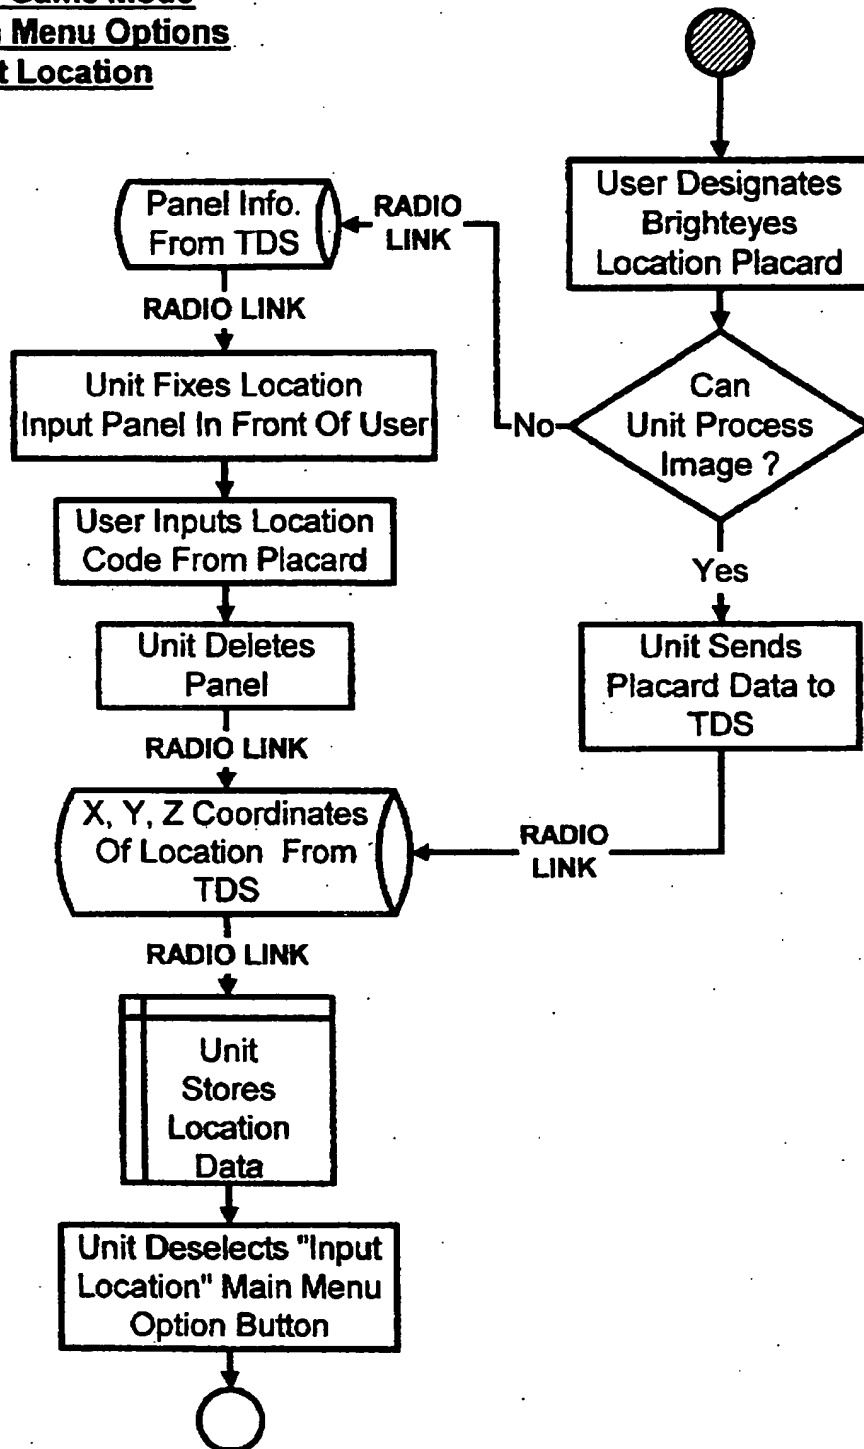 Game Mode
Menu Options
Location
User Designates
Brighteyes
Location Placard
Can
Unit Process
Image ?
No
Yes
RADIO
LINK
Panel Info.
From TDS
RADIO LINK
Unit Fixes Location
Input Panel In Front Of User
User Inputs Location
Code From Placard
Unit Deletes
Panel
RADIO LINK
Unit Sends
Placard Data to
TDS
RADIO
LINK
X, Y, Z Coordinates
Of Location From
TDS
RADIO LINK
Unit
Stores
Location
Data
Unit Deselects "Input
Location" Main Menu
Option Button